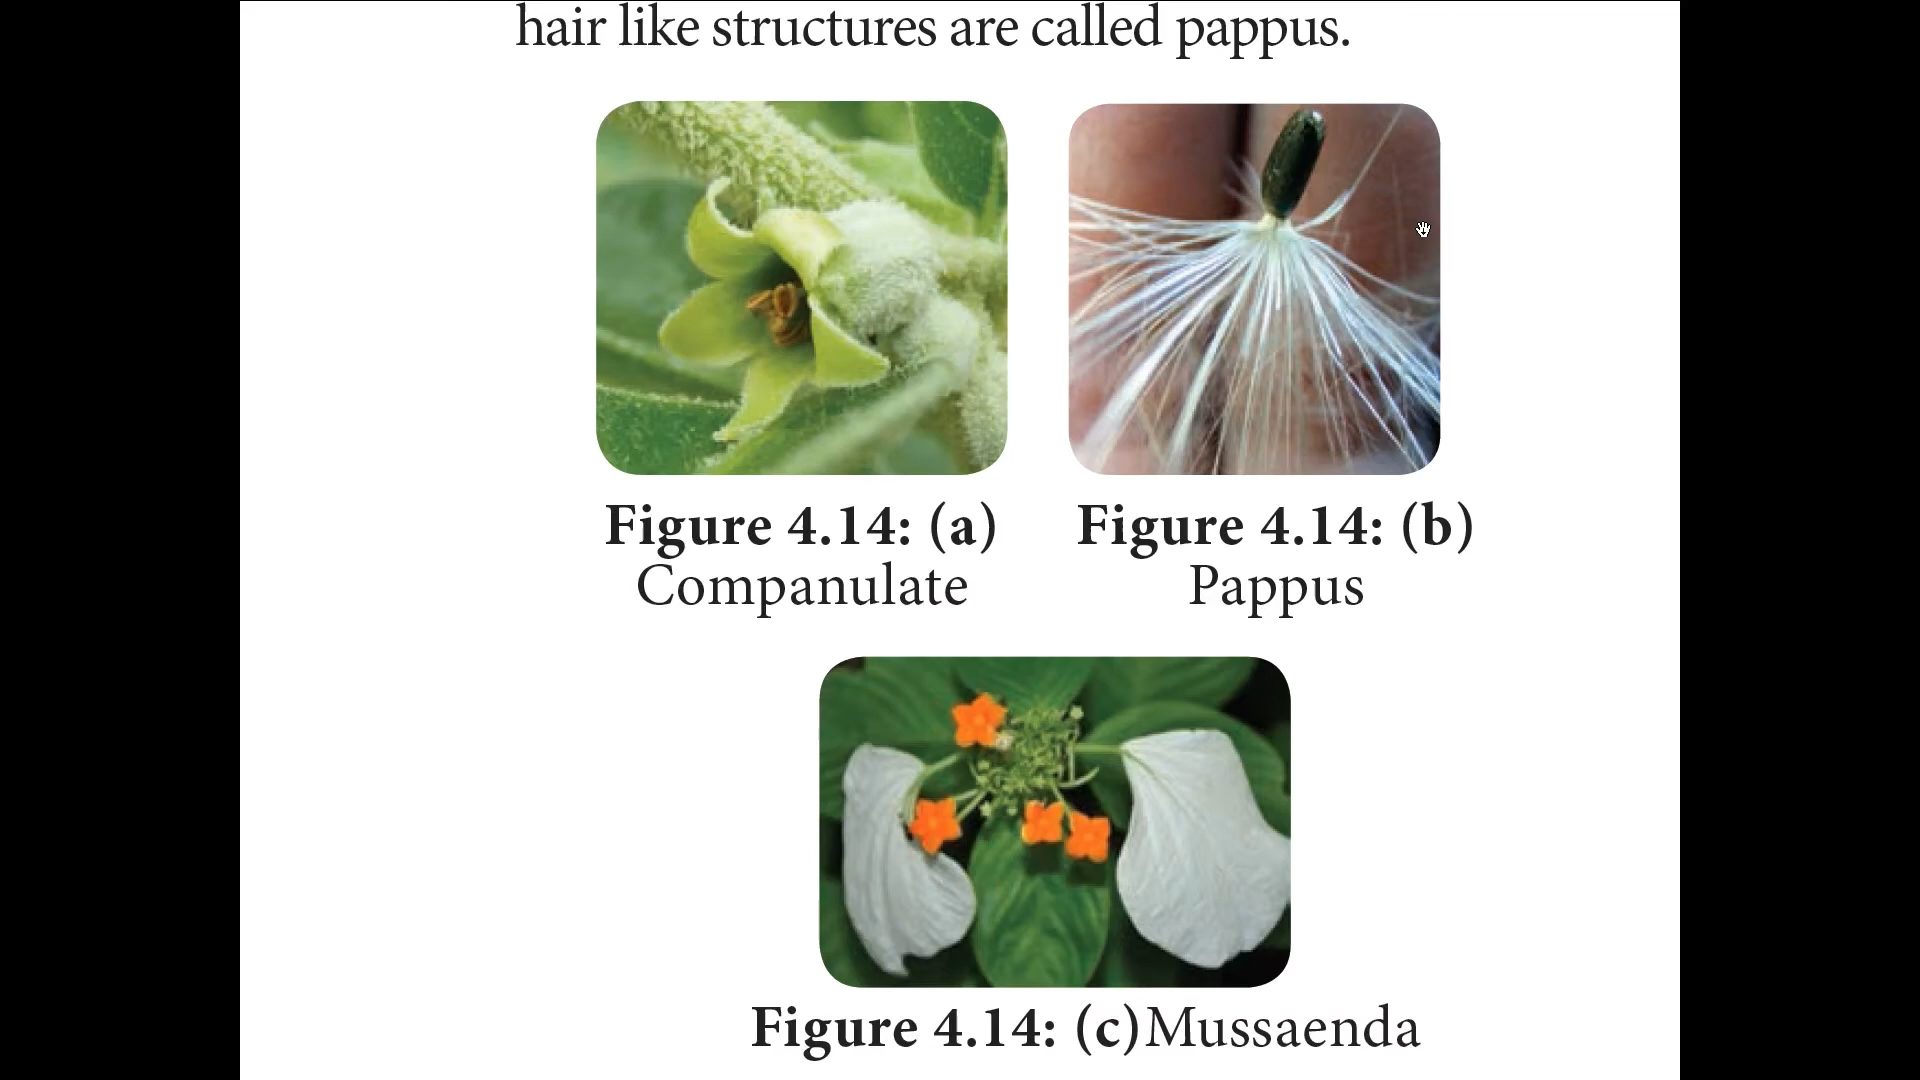 hair like structures are called pappus.
Figure 4.14: (a)
Companulate
Figure 4.14: (b)
Pappus
Figure 4.14: (c)Mussaenda